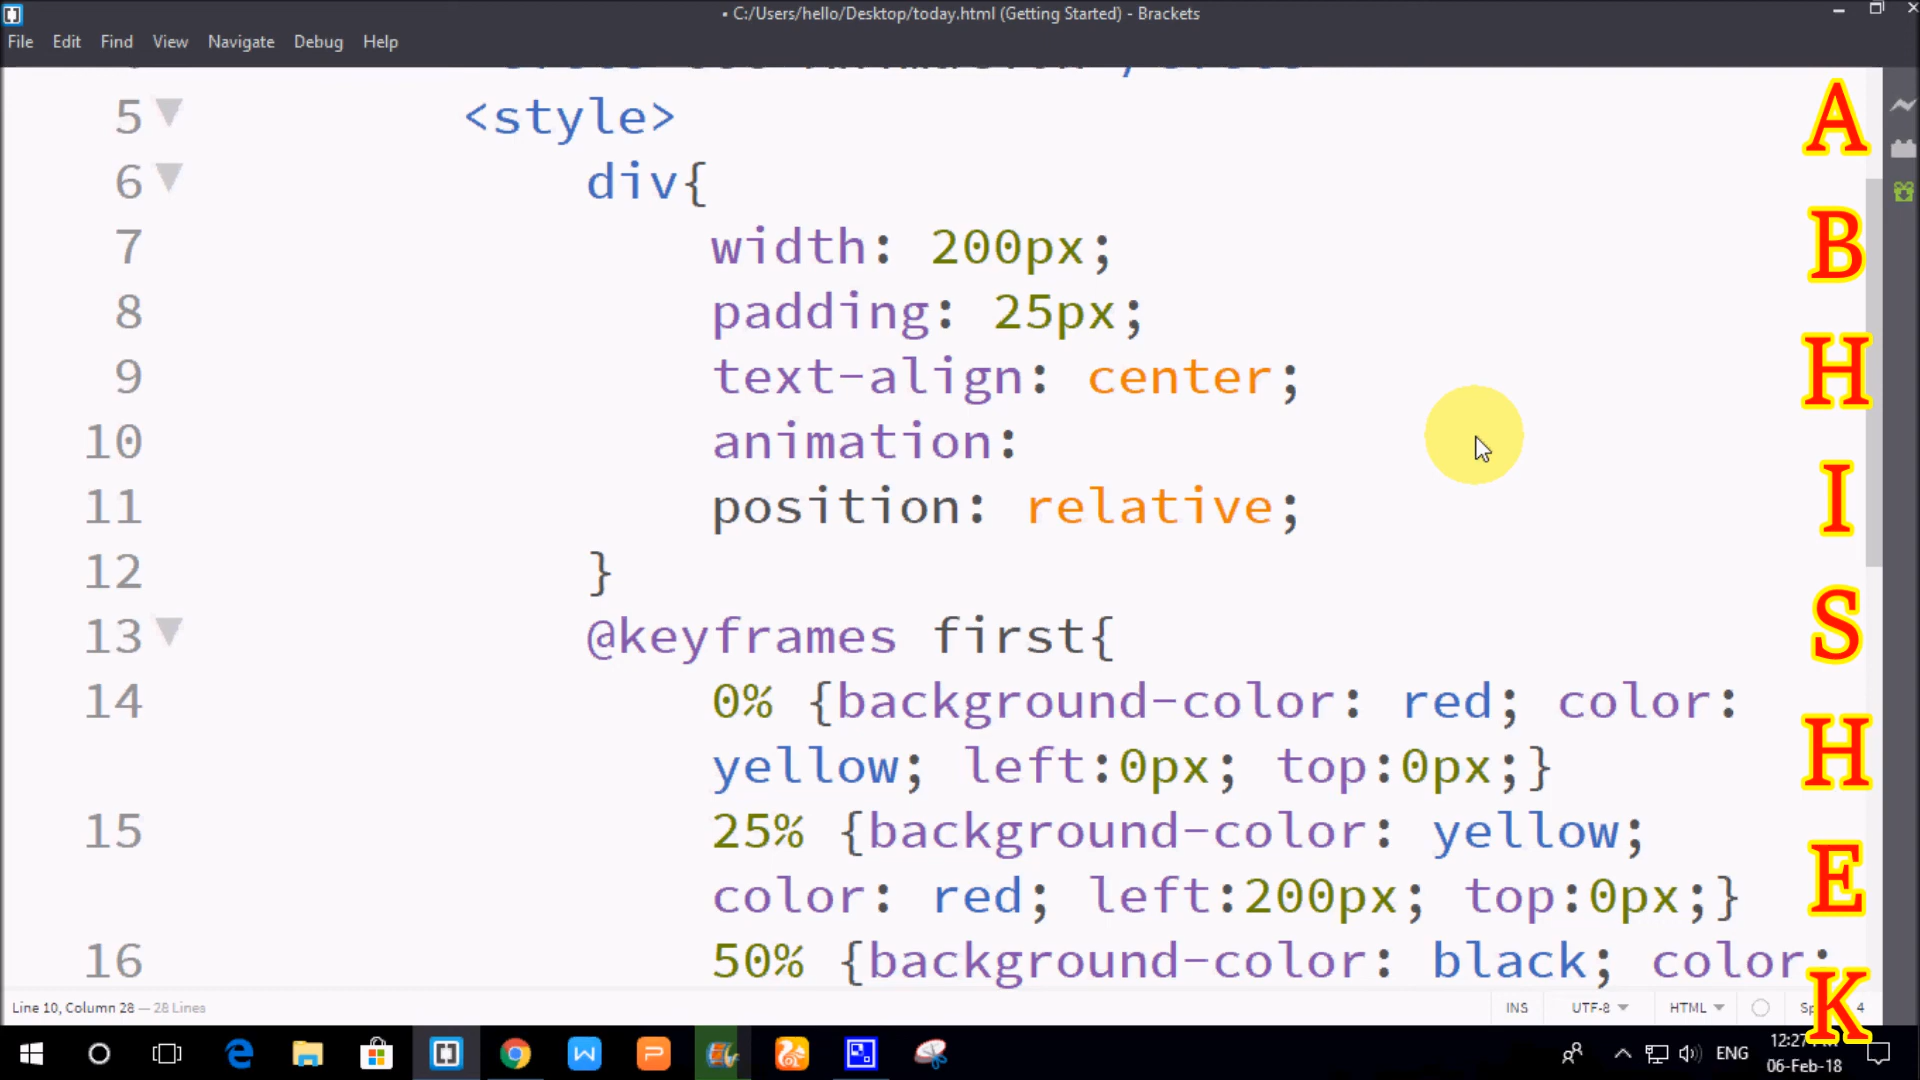 C:/Users/hello/Desktop/today.html (Getting Started) - Brackets
File Edit Find View Navigate Debug Help
5 <style>
6 div{
7 width: 200px;
8 padding: 25px;
9 text-align: center;
10 animation:
11 position: relative;
12 }
13 @keyframes first{
14 0% {background-color: red; color:
yellow; left:0px; top:0px;}
15 25% {background-color: yellow;
color: red; left:200px; top:0px;}
16 50% {background-color: black; color:
A
B
H
I
S
H
E
K
Line 10, Column 28 — 28 Lines
INS UTF-8 HTML 4
ENG
12:27
06-Feb-18